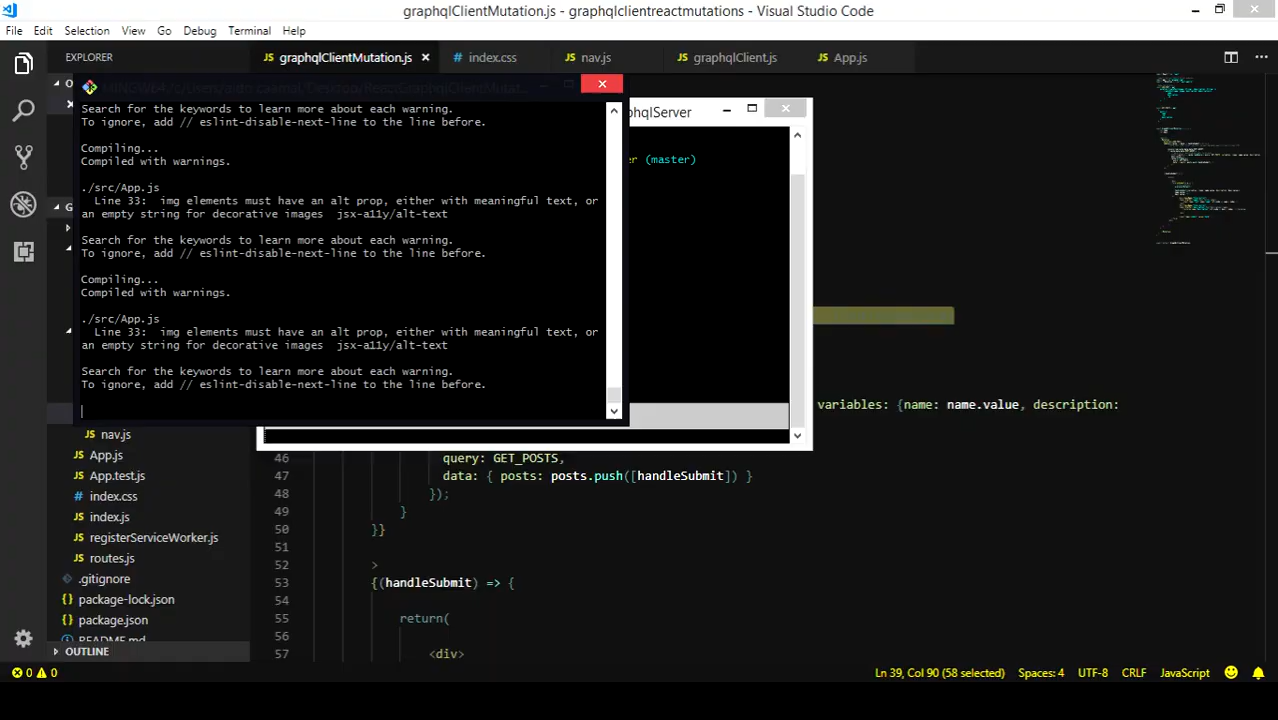 graphqlClientMutation.js - graphqlclientreactmutations - Visual Studio Code
File Edit Selection View Go Debug Terminal Help
EXPLORER
graphqlClientMutation.js
index.css
nav.js
graphqlClient.js
App.js
Search for the keywords to learn more about each warning.
To ignore, add // eslint-disable-next-line to the line before.
Compiling...
Compiled with warnings.
./src/App.js
Line 33: img elements must have an alt prop, either with meaningful text, or
an empty string for decorative images jsx-a11y/alt-text
Search for the keywords to learn more about each warning.
To ignore, add // eslint-disable-next-line to the line before.
Compiling...
Compiled with warnings.
./src/App.js
Line 33: img elements must have an alt prop, either with meaningful text, or
an empty string for decorative images jsx-a11y/alt-text
Search for the keywords to learn more about each warning.
To ignore, add // eslint-disable-next-line to the line before.
phqlServer
er (master)
variables: {name: name.value, description:
nav.js
App.js
App.test.js
index.css
index.js
registerServiceWorker.js
routes.js
.gitignore
package-lock.json
package.json
README.md
OUTLINE
46 query: GET_POSTS,
47 data: { posts: posts.push([handleSubmit]) }
48 });
49 }
50 }}
51
52 >
53 {(handleSubmit) => {
54
55 return(
56
57 <div>
0 0
Ln 39, Col 90 (58 selected) Spaces: 4 UTF-8 CRLF JavaScript